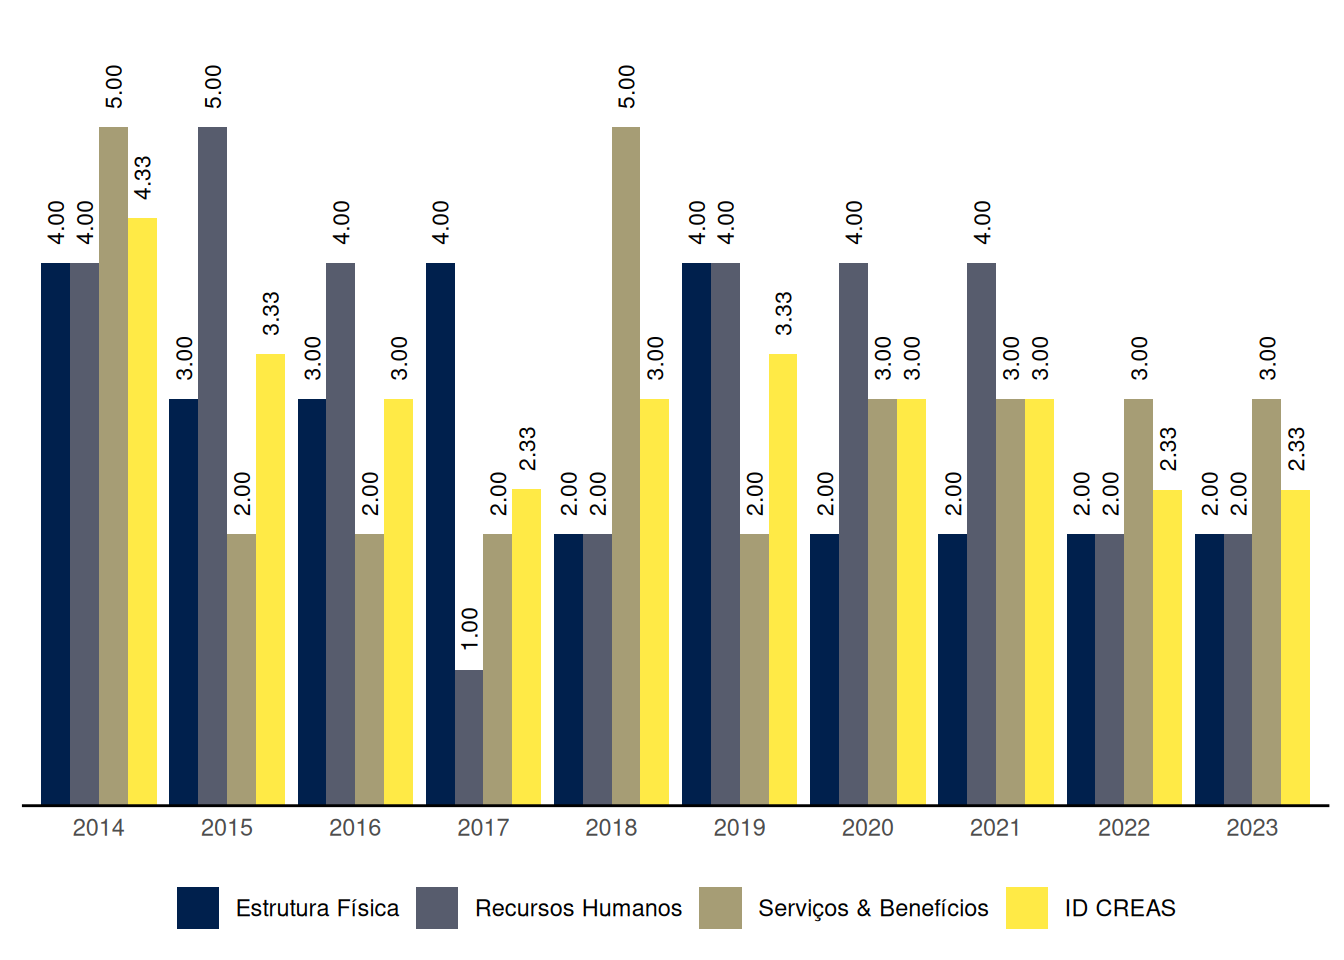 4.00 4.00 5.00 4.33
3.00 5.00 2.00 3.33
3.00 4.00 2.00 3.00
4.00 1.00 2.00 2.33
2.00 2.00 5.00 3.00
4.00 4.00 2.00 3.33
2.00 4.00 3.00 3.00
2.00 4.00 3.00 3.00
2.00 2.00 3.00 2.33
2.00 2.00 3.00 2.33
2014 2015 2016 2017 2018 2019 2020 2021 2022 2023
Estrutura Física Recursos Humanos Serviços & Benefícios ID CREAS